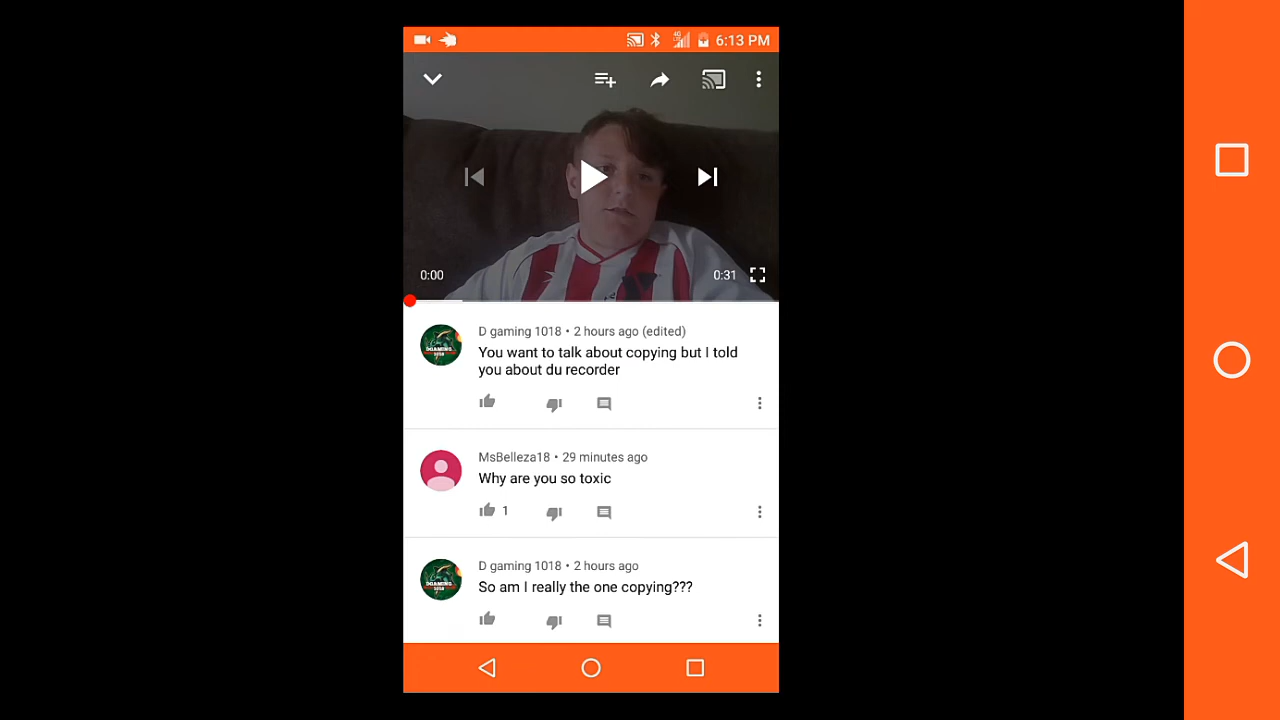 6:13 PM
0:00
0:31
D gaming 1018 • 2 hours ago (edited)
You want to talk about copying but I told
you about du recorder
MsBelleza18 • 29 minutes ago
Why are you so toxic
1
D gaming 1018 • 2 hours ago
So am I really the one copying???